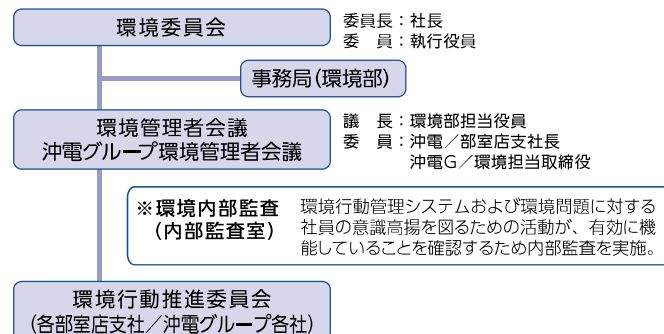 環境委員会
委員長：社長
委　員：執行役員
事務局（環境部）
環境管理者会議
沖電グループ環境管理者会議
議　長：環境部担当役員
委　員：沖電／部室店支社長
沖電G／環境担当取締役
※環境内部監査
（内部監査室）
環境行動管理システムおよび環境問題に対する
社員の意識高揚を図るための活動が、有効に機
能していることを確認するため内部監査を実施。
環境行動推進委員会
（各部室店支社／沖電グループ各社）